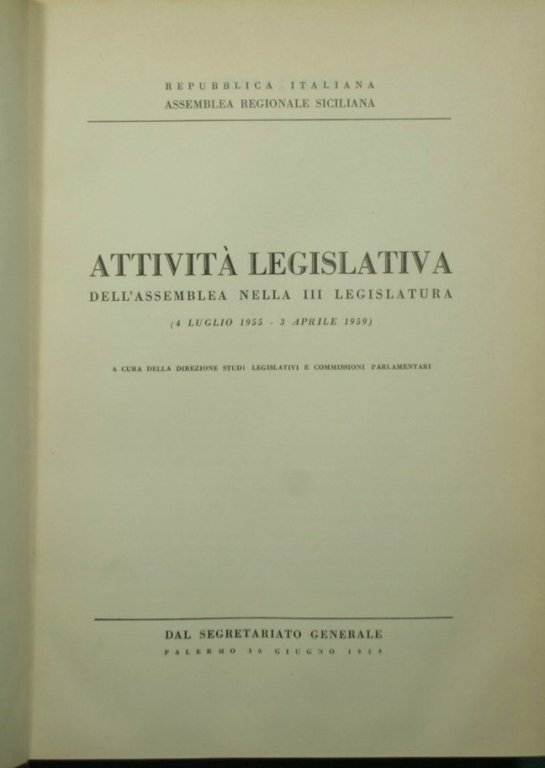 REPUBBLICA ITALIANA
ASSEMBLEA REGIONALE SICILIANA
ATTIVITÀ LEGISLATIVA
DELL'ASSEMBLEA NELLA III LEGISLATURA
(4 LUGLIO 1955 - 3 APRILE 1959)
A CURA DELLA DIREZIONE STUDI LEGISLATIVI E COMMISSIONI PARLAMENTARI
DAL SEGRETARIATO GENERALE
PALERMO 30 GIUGNO 1959